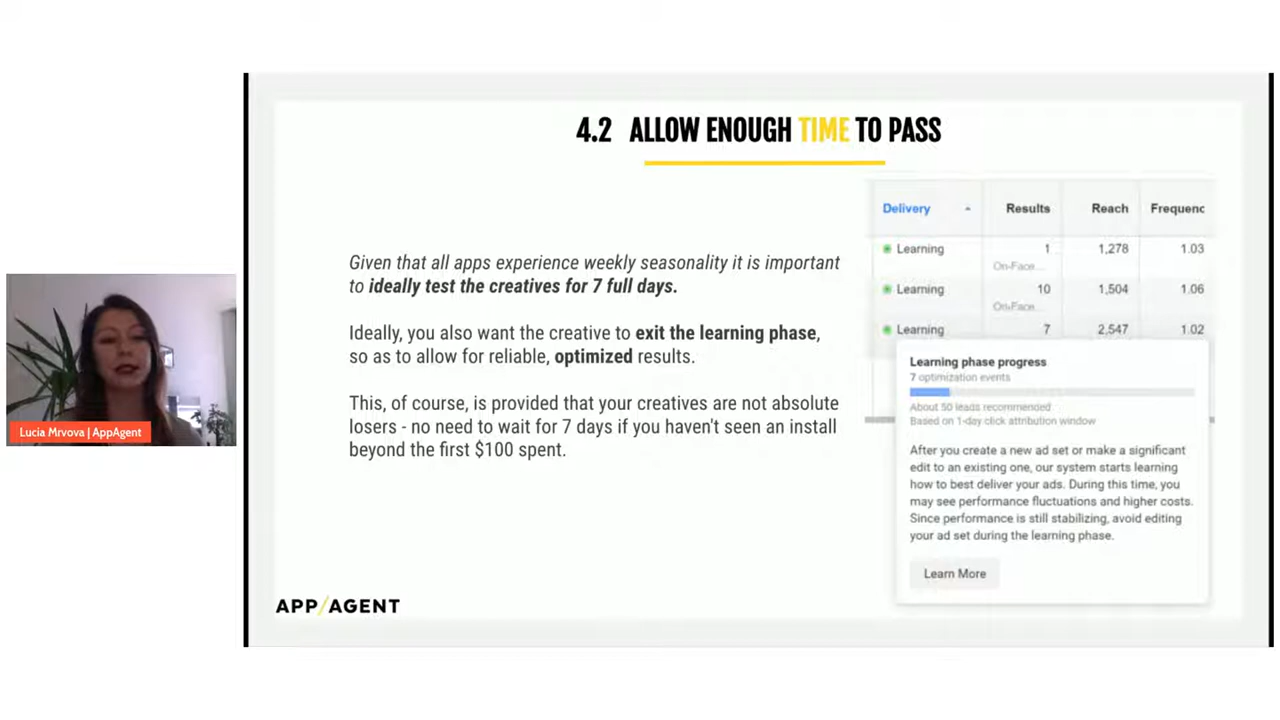 4.2 ALLOW ENOUGH TIME TO PASS
Given that all apps experience weekly seasonality it is important
to ideally test the creatives for 7 full days.
Ideally, you also want the creative to exit the learning phase,
so as to allow for reliable, optimized results.
This, of course, is provided that your creatives are not absolute
losers - no need to wait for 7 days if you haven't seen an install
beyond the first $100 spent.
Delivery Results Reach Frequenc
Learning 1 1,278 1.03
On-Face...
Learning 10 1,504 1.06
On-Face...
Learning 7 2,547 1.02
Learning phase progress
7 optimization events
About 50 leads recommended
Based on 1-day click attribution window
After you create a new ad set or make a significant
edit to an existing one, our system starts learning
how to best deliver your ads. During this time, you
may see performance fluctuations and higher costs.
Since performance is still stabilizing, avoid editing
your ad set during the learning phase.
Learn More
Lucia Mrvova | AppAgent
APP/AGENT